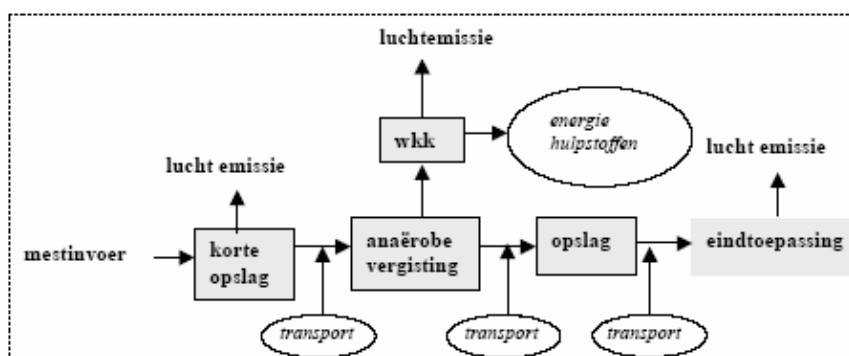 luchtemissie
energie
hulpstoffen
wkk
lucht emissie
lucht emissie
mestinvoer
korte
opslag
anaërobe
vergisting
opslag
eindtoepassing
transport
transport
transport